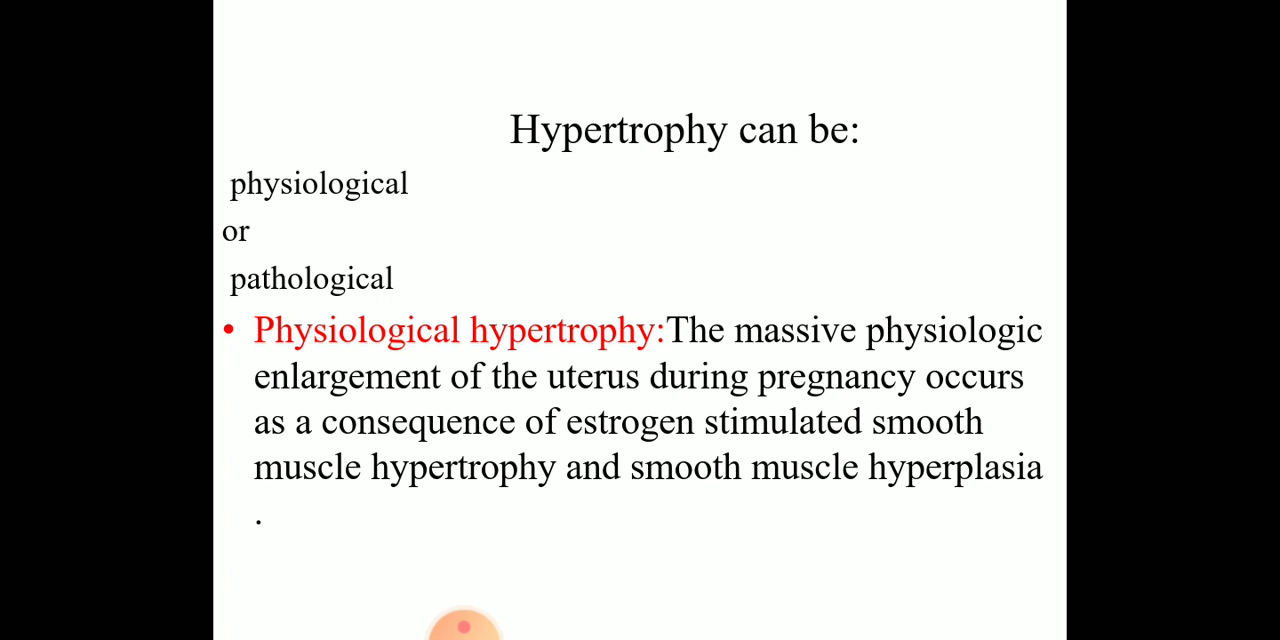 Hypertrophy can be:
physiological
or
pathological
• Physiological hypertrophy:The massive physiologic
enlargement of the uterus during pregnancy occurs
as a consequence of estrogen stimulated smooth
muscle hypertrophy and smooth muscle hyperplasia
.